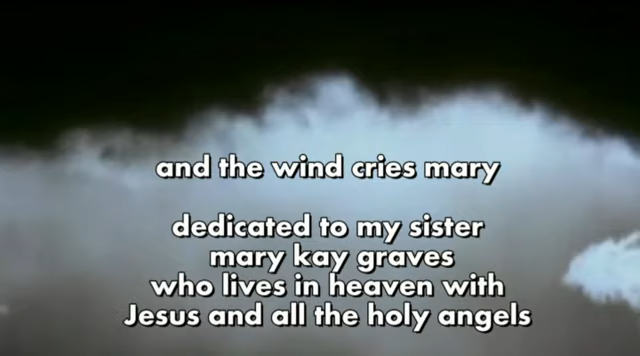 and the wind cries mary
dedicated to my sister
mary kay graves
who lives in heaven with
Jesus and all the holy angels